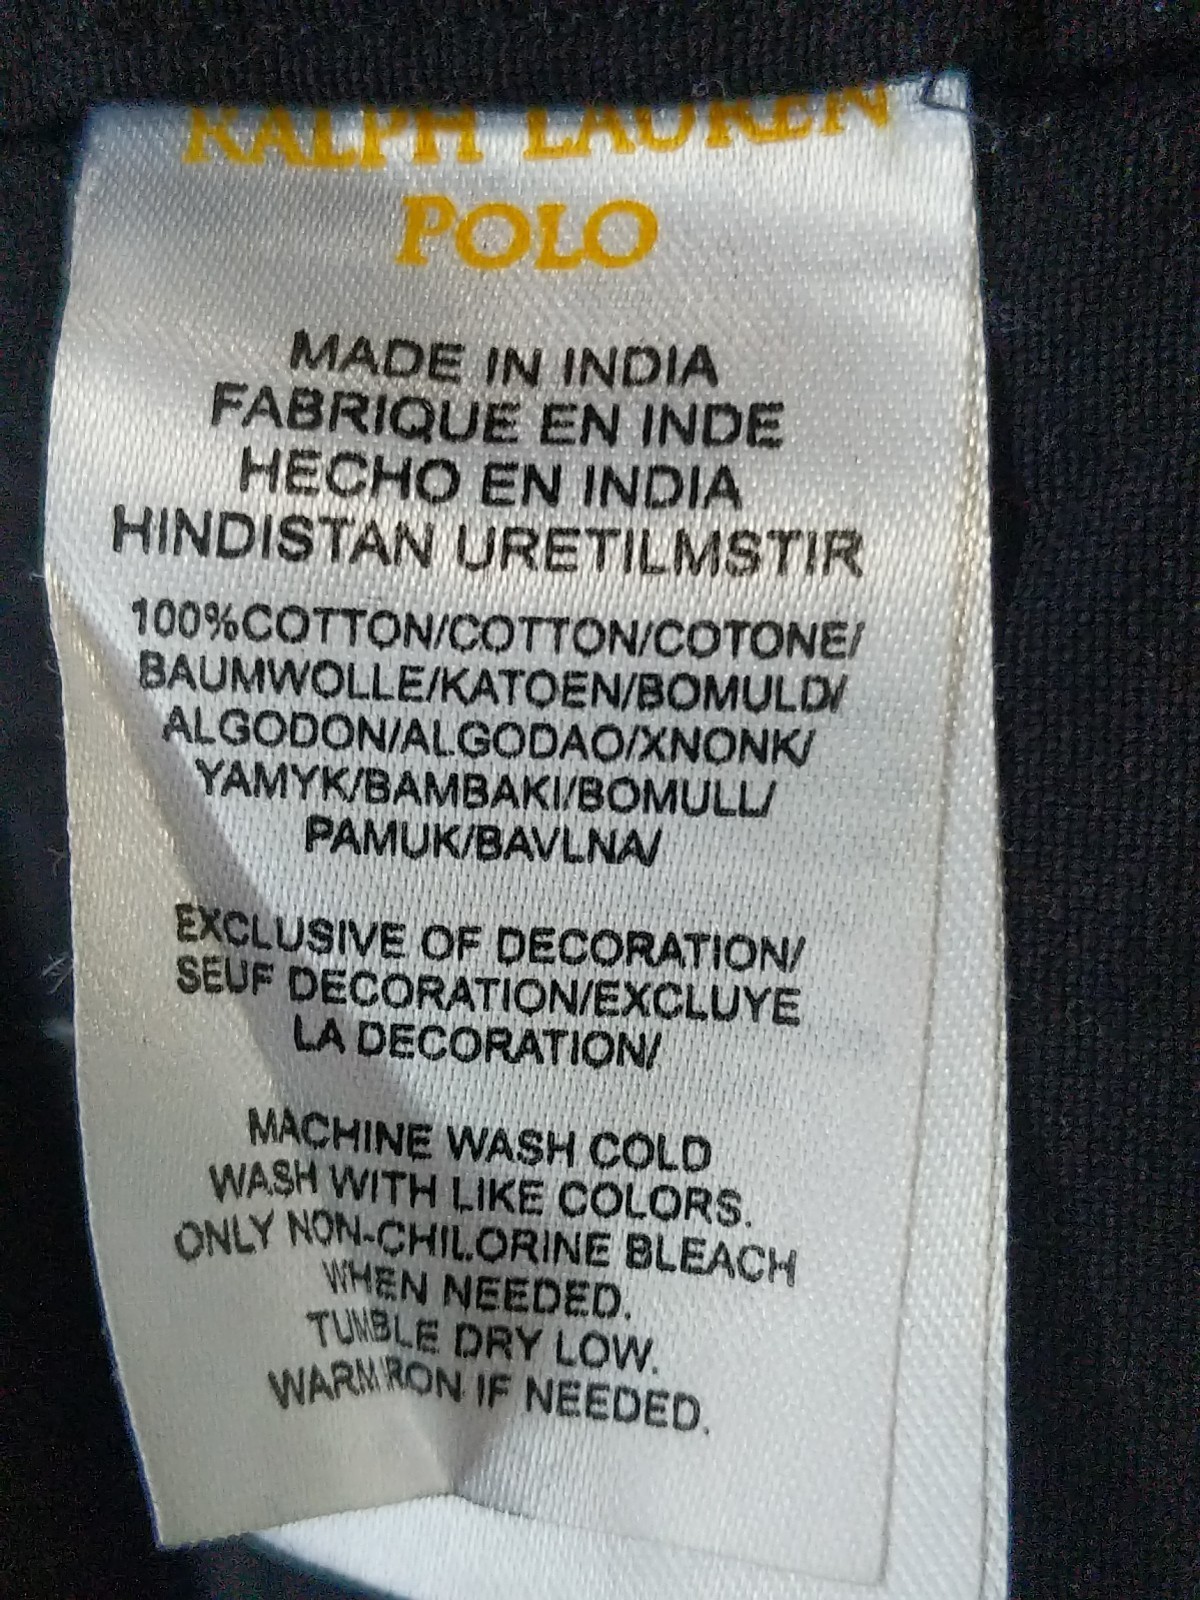 RALPH LAUREN
POLO
MADE IN INDIA
FABRIQUE EN INDE
HECHO EN INDIA
HINDISTAN URETILMSTIR
100%COTTON/COTTON/COTONE/
BAUMWOLLE/KATOEN/BOMULD/
ALGODON/ALGODAO/XNONK/
YAMYK/BAMBAKI/BOMULL/
PAMUK/BAVLNA/
EXCLUSIVE OF DECORATION/
SEUF DECORATION/EXCLUYE
LA DECORATION/
MACHINE WASH COLD
WASH WITH LIKE COLORS.
ONLY NON-CHILORINE BLEACH
WHEN NEEDED.
TUMBLE DRY LOW.
WARM IRON IF NEEDED.